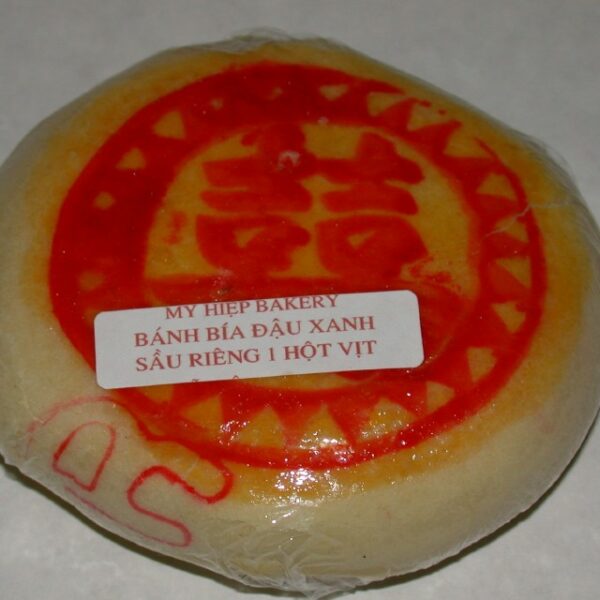 囍
MY HIỆP BAKERY
BÁNH BÍA ĐẬU XANH
SẦU RIÊNG 1 HỘT VỊT